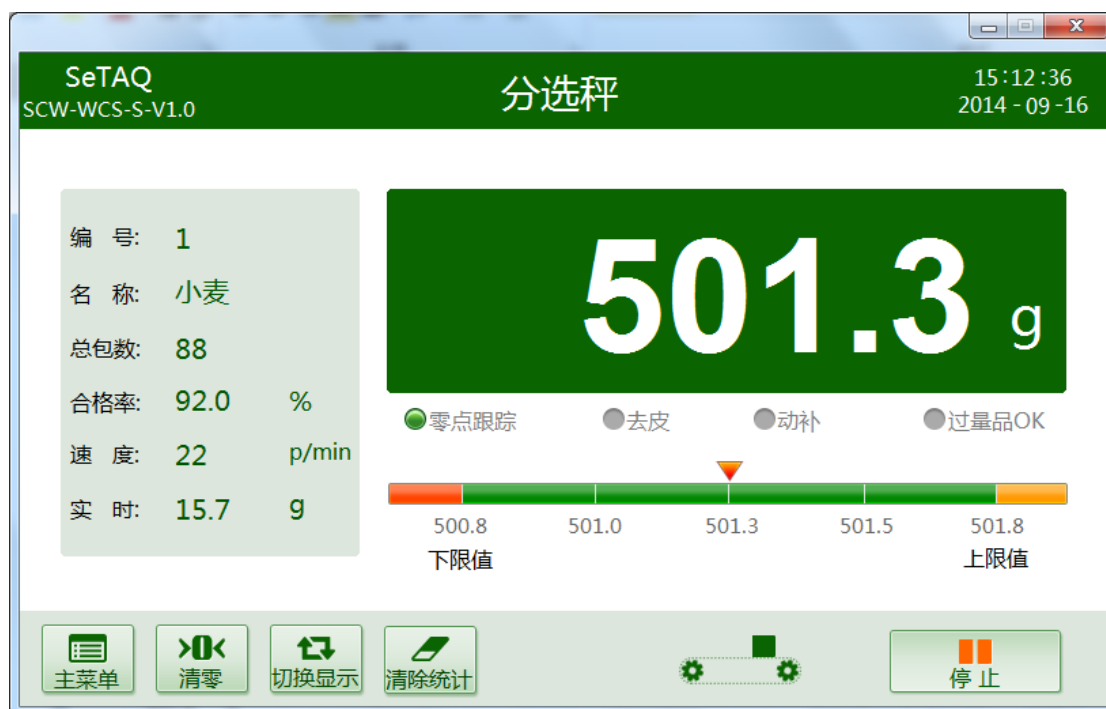 SeTAQ
SCW-WCS-S-V1.0
分选秤
15:12:36
2014-09-16
编 号: 1
名 称: 小麦
总包数: 88
合格率: 92.0 %
速 度: 22 p/min
实 时: 15.7 g
501.3 g
零点跟踪 去皮 动补 过量品OK
500.8 501.0 501.3 501.5 501.8
下限值 上限值
主菜单 >0< 清零 切换显示 清除统计 停止